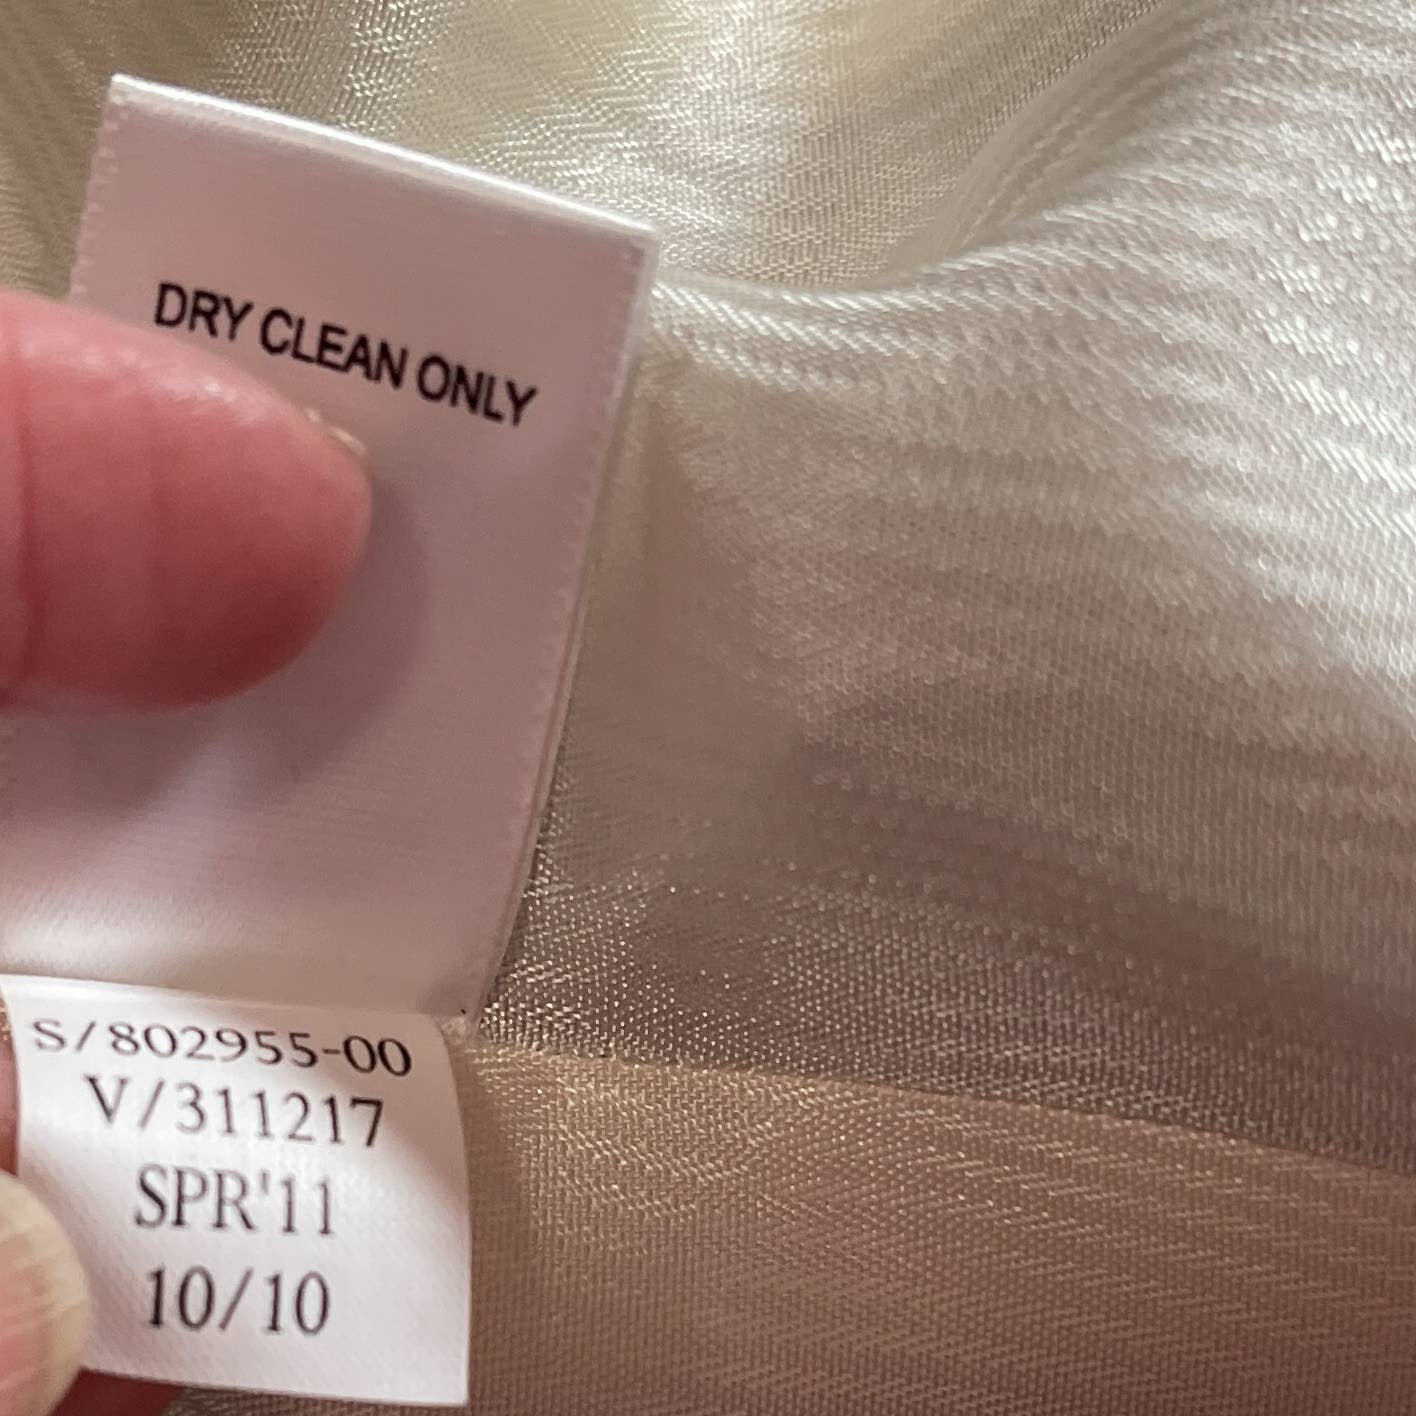 DRY CLEAN ONLY
S/802955-00
V/311217
SPR'11
10/10